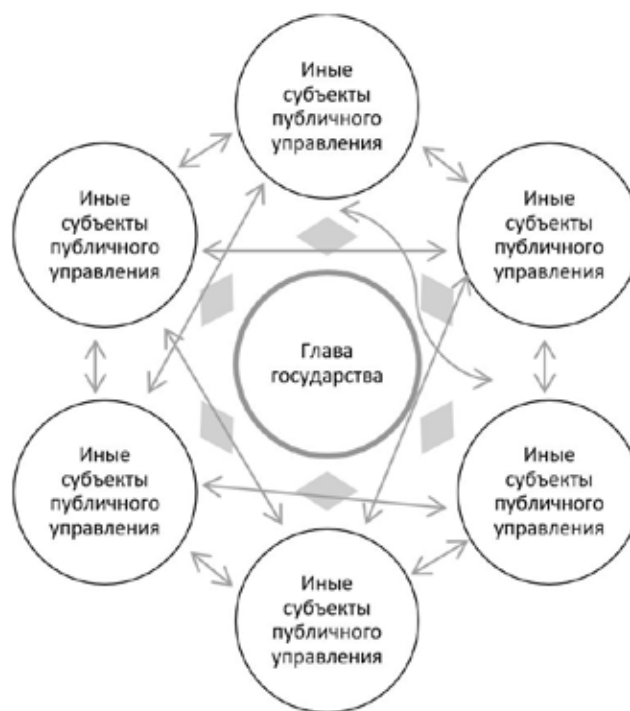 Иные
субъекты
публичного
управления
Иные
субъекты
публичного
управления
Иные
субъекты
публичного
управления
Глава
государства
Иные
субъекты
публичного
управления
Иные
субъекты
публичного
управления
Иные
субъекты
публичного
управления